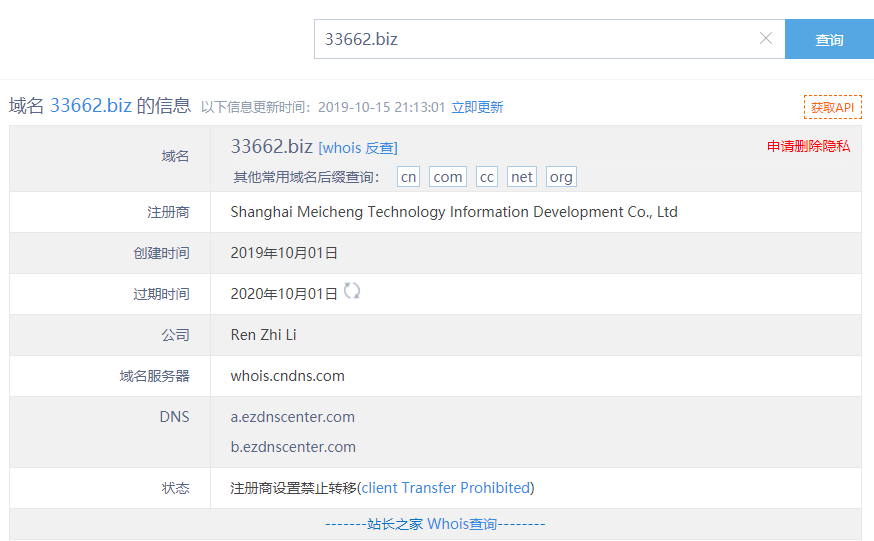 33662.biz
查询
域名 33662.biz 的信息 以下信息更新时间：2019-10-15 21:13:01 立即更新
获取API
域名
33662.biz [whois 反查]
申请删除隐私
其他常用域名后缀查询： cn com cc net org
注册商 Shanghai Meicheng Technology Information Development Co., Ltd
创建时间 2019年10月01日
过期时间 2020年10月01日
公司 Ren Zhi Li
域名服务器 whois.cndns.com
DNS a.ezdnscenter.com
b.ezdnscenter.com
状态 注册商设置禁止转移(client Transfer Prohibited)
-------站长之家 Whois查询--------